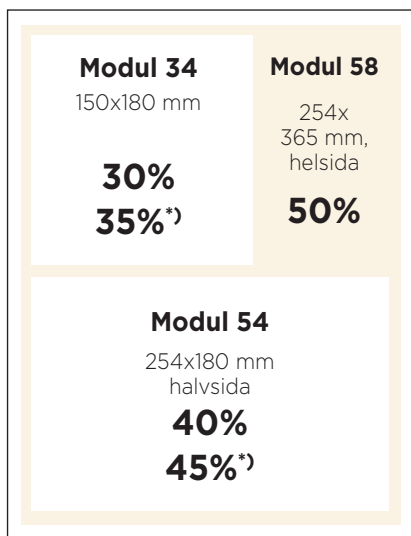 Modul 34
150x180 mm
30%
35%*)
Modul 58
254x
365 mm,
helsida
50%
Modul 54
254x180 mm
halvsida
40%
45%*)